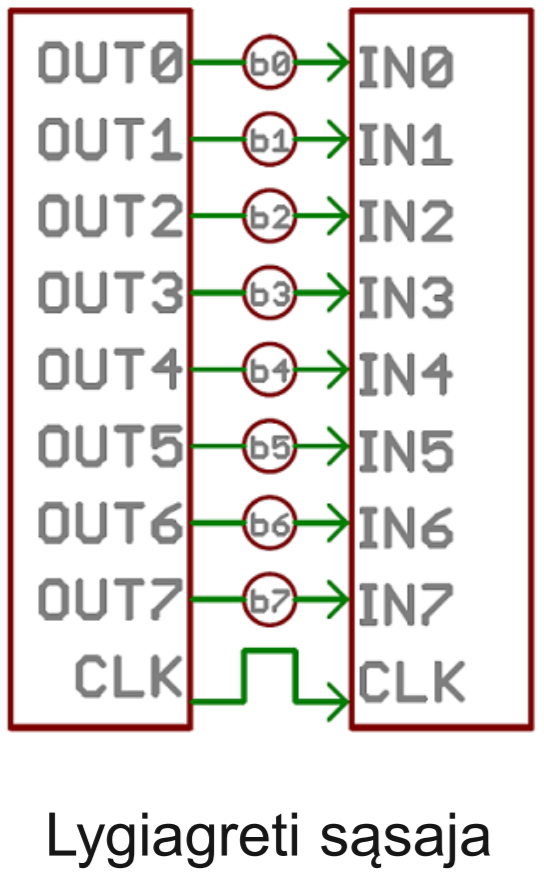 OUT0 b0 IN0
OUT1 b1 IN1
OUT2 b2 IN2
OUT3 b3 IN3
OUT4 b4 IN4
OUT5 b5 IN5
OUT6 b6 IN6
OUT7 b7 IN7
CLK CLK
Lygiagreti sąsaja